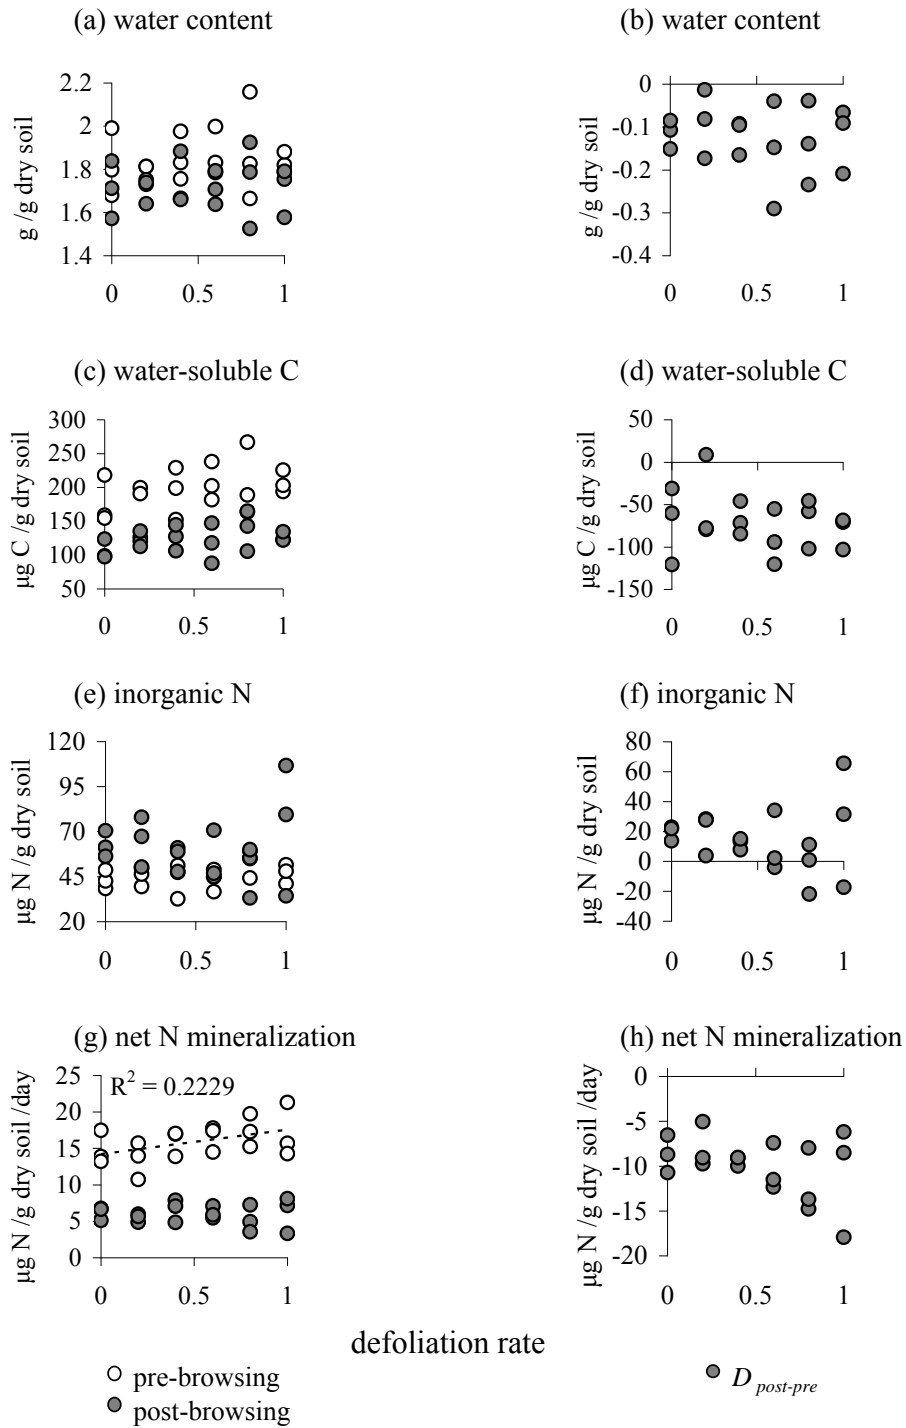 (a) water content
g /g dry soil
2.2
2
1.8
1.6
1.4
0 0.5 1
(b) water content
g /g dry soil
0
-0.1
-0.2
-0.3
-0.4
0 0.5 1
(c) water-soluble C
µg C /g dry soil
300
250
200
150
100
50
0 0.5 1
(d) water-soluble C
µg C /g dry soil
50
0
-50
-100
-150
0 0.5 1
(e) inorganic N
µg N /g dry soil
120
95
70
45
20
0 0.5 1
(f) inorganic N
µg N /g dry soil
80
60
40
20
0
-20
-40
0 0.5 1
(g) net N mineralization
µg N /g dry soil /day
25
20
15
10
5
0
R² = 0.2229
0 0.5 1
(h) net N mineralization
µg N /g dry soil /day
0
-5
-10
-15
-20
0 0.5 1
defoliation rate
pre-browsing
post-browsing
D post-pre